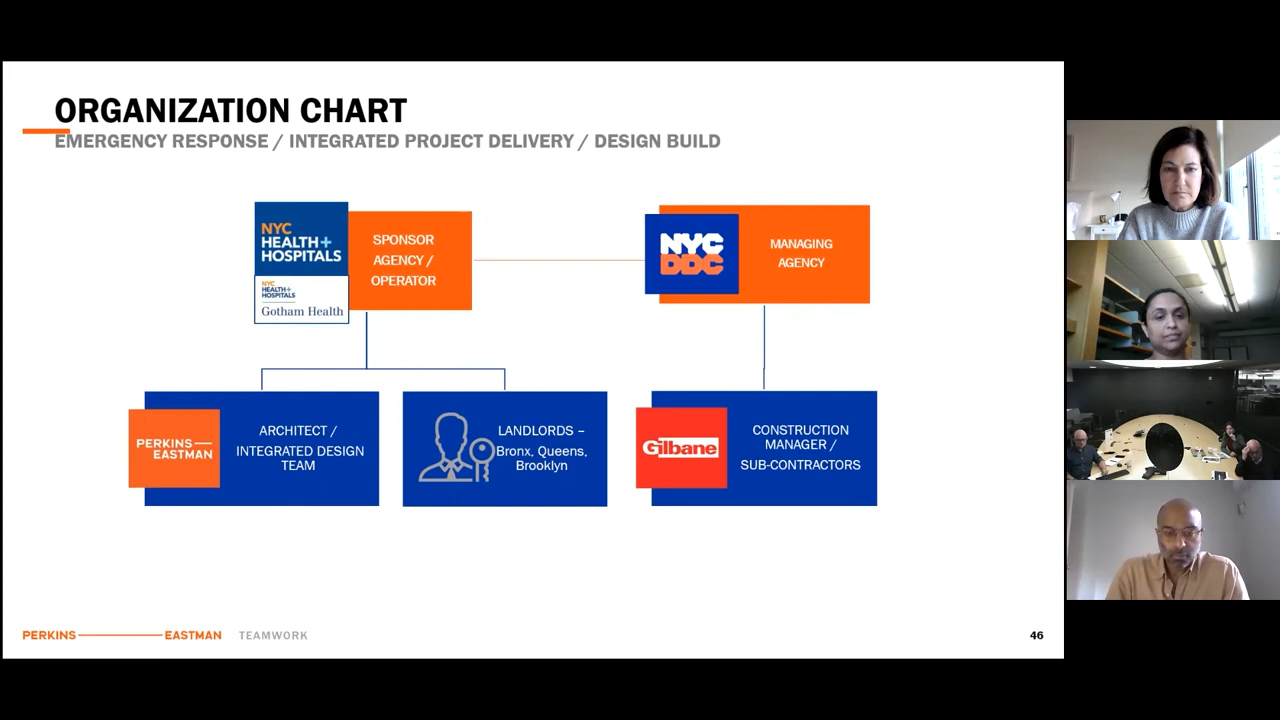 ORGANIZATION CHART
EMERGENCY RESPONSE / INTEGRATED PROJECT DELIVERY / DESIGN BUILD
NYC
HEALTH+
HOSPITALS
NYC
HEALTH+
HOSPITALS
Gotham Health
SPONSOR
AGENCY /
OPERATOR
NYC
DDC
MANAGING
AGENCY
PERKINS—
EASTMAN
ARCHITECT /
INTEGRATED DESIGN
TEAM
LANDLORDS –
Bronx, Queens,
Brooklyn
Gilbane
CONSTRUCTION
MANAGER /
SUB-CONTRACTORS
PERKINS — EASTMAN TEAMWORK 46